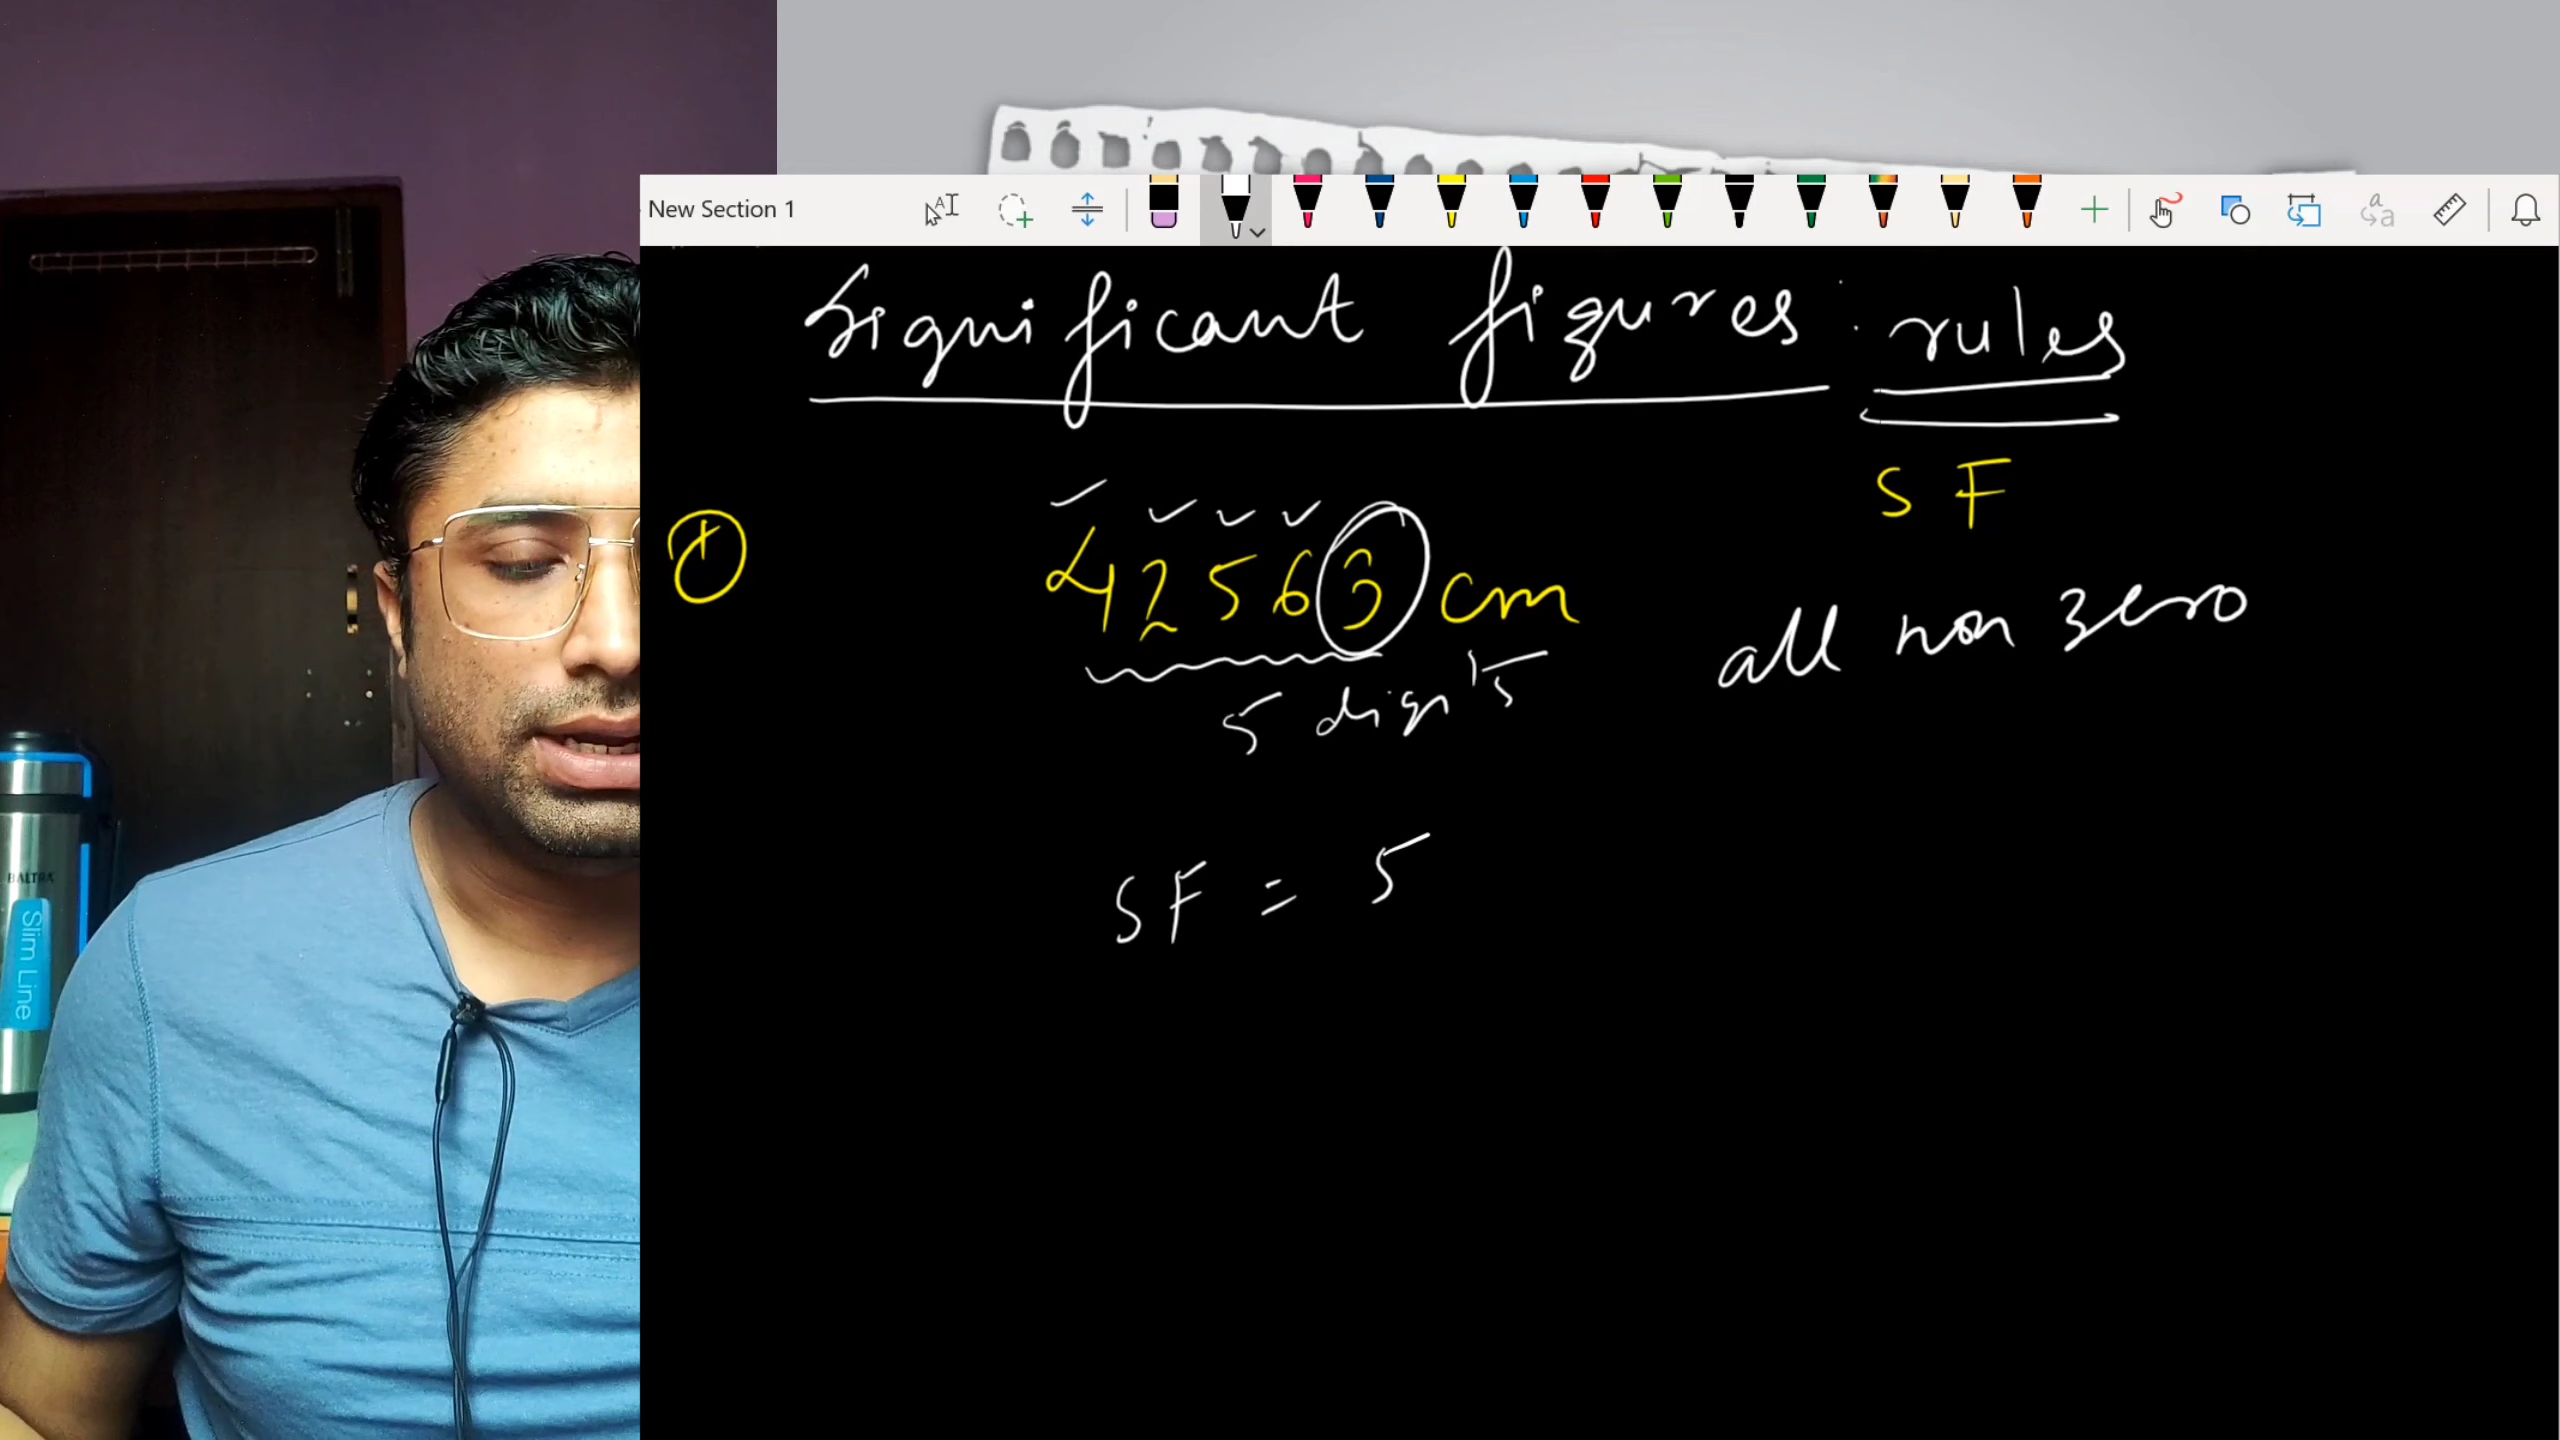 New Section 1
Significant figures rules
S F
1
42563 cm
all non zero
5 digits
SF = 5
BALTRA
Slim Line